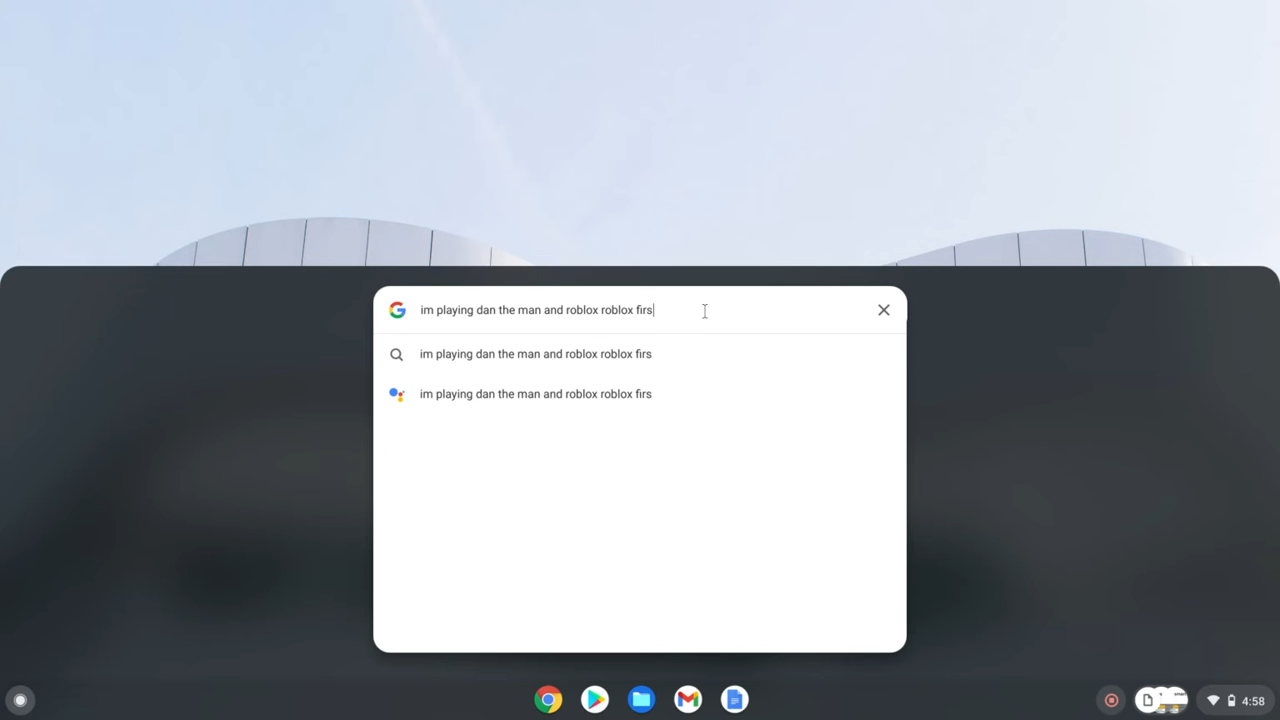 im playing dan the man and roblox roblox firs
im playing dan the man and roblox roblox firs
im playing dan the man and roblox roblox firs
4:58